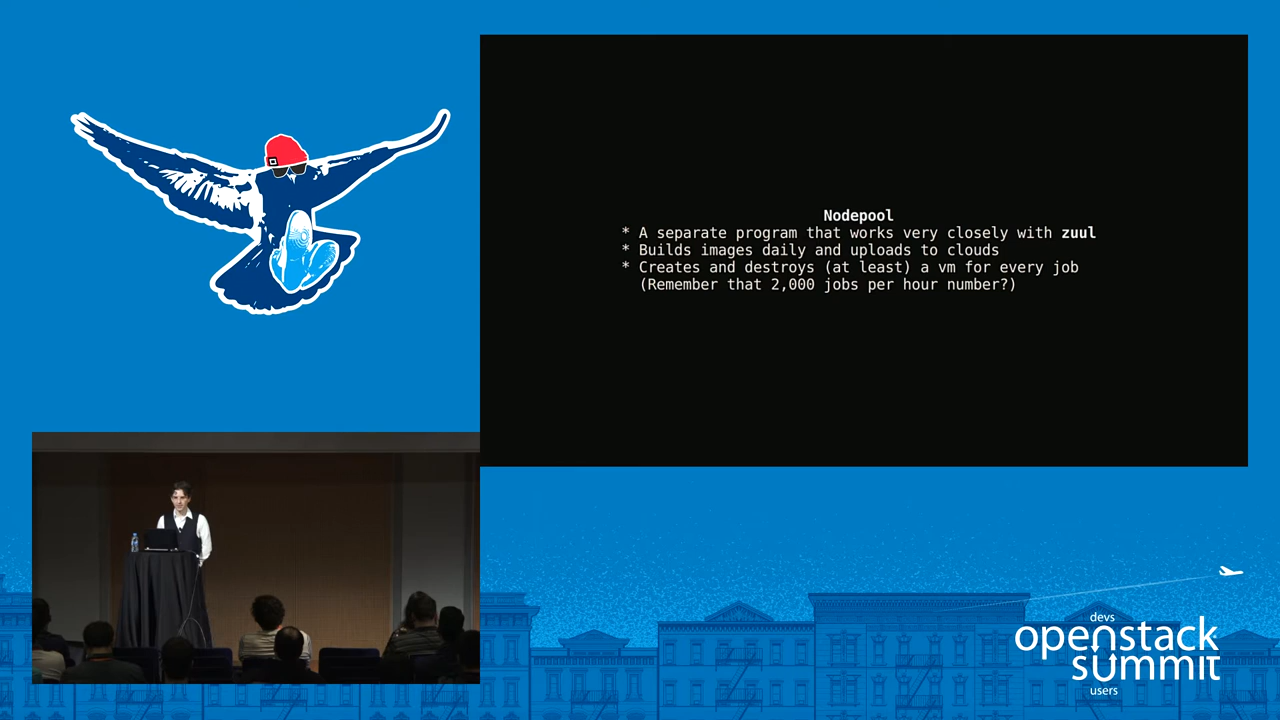 Nodepool
* A separate program that works very closely with zuul
* Builds images daily and uploads to clouds
* Creates and destroys (at least) a vm for every job
(Remember that 2,000 jobs per hour number?)
devs
openstack
summit
users